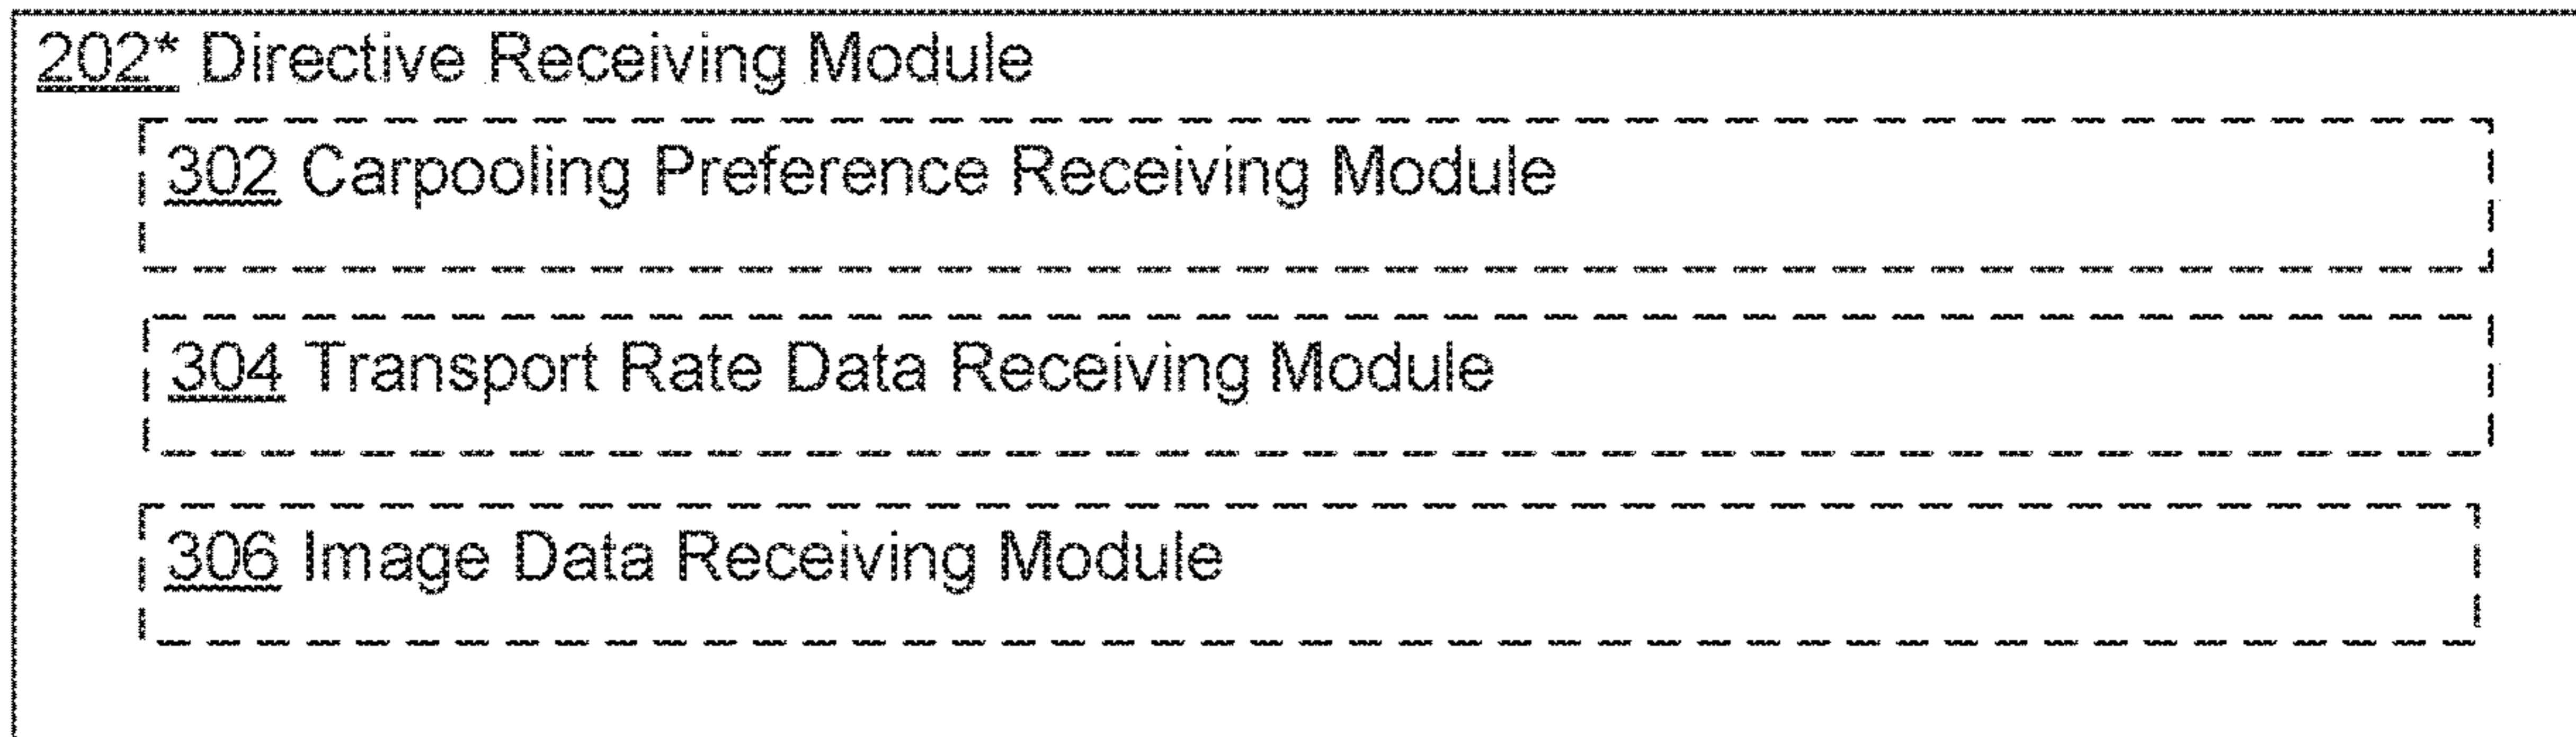 202* Directive Receiving Module
302 Carpooling Preference Receiving Module
304 Transport Rate Data Receiving Module
306 Image Data Receiving Module